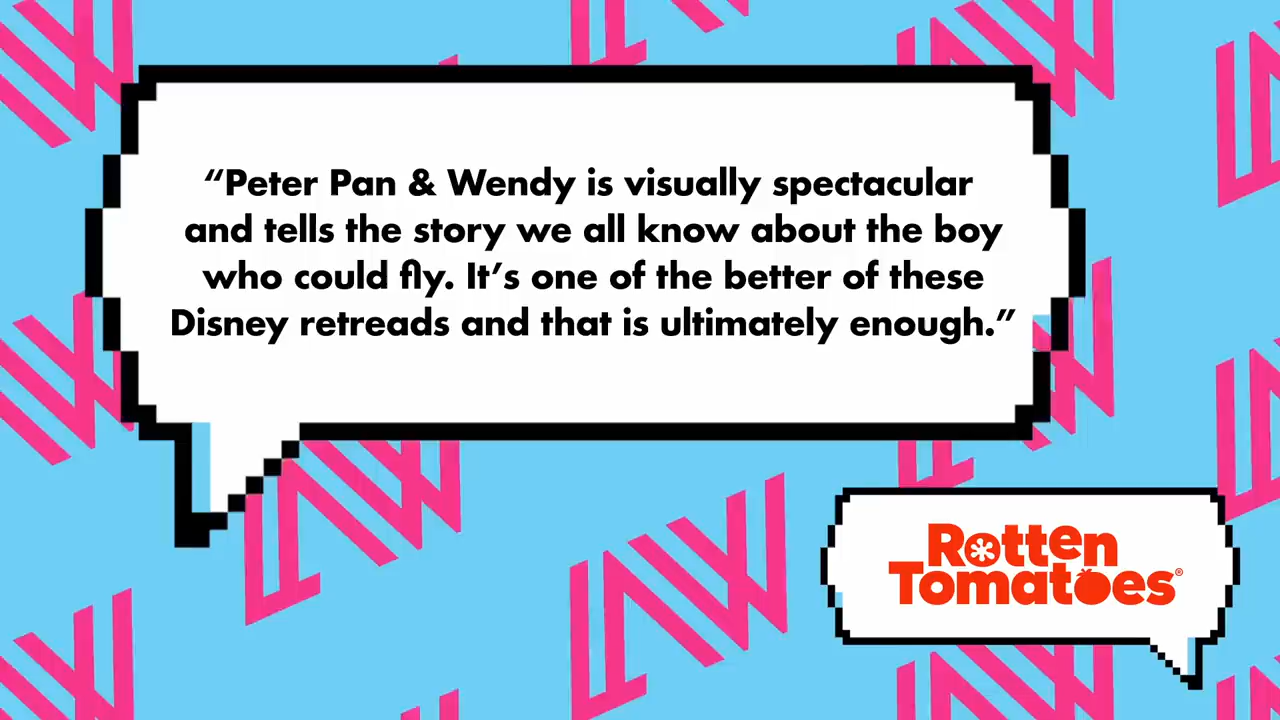 “Peter Pan & Wendy is visually spectacular
and tells the story we all know about the boy
who could fly. It’s one of the better of these
Disney retreads and that is ultimately enough.”
Rotten
Tomatoes®